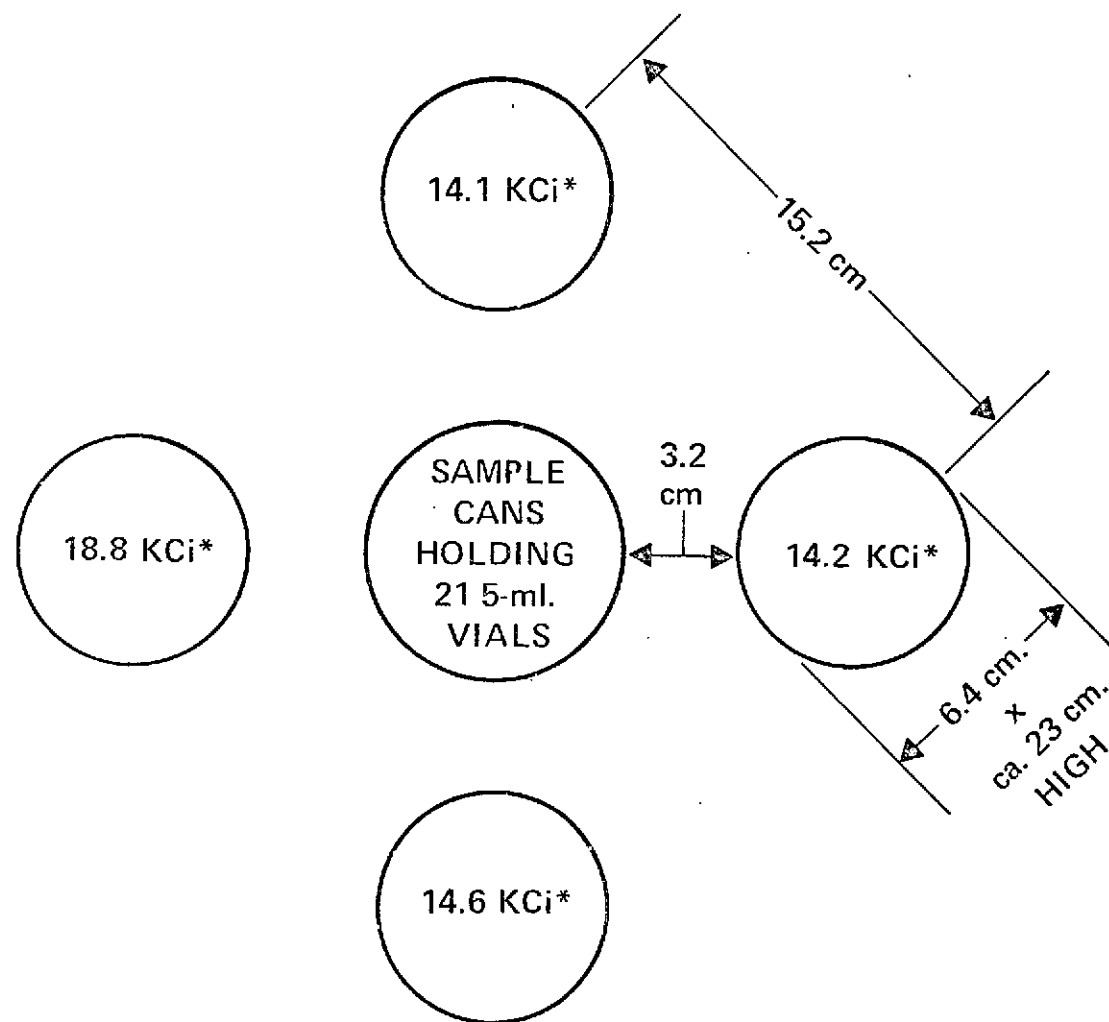 14.1 KCi*
15.2 cm
SAMPLE
CANS
HOLDING
21 5-ml.
VIALS
3.2
cm
18.8 KCi*
14.2 KCi*
6.4 cm.
x
ca. 23 cm.
HIGH
14.6 KCi*